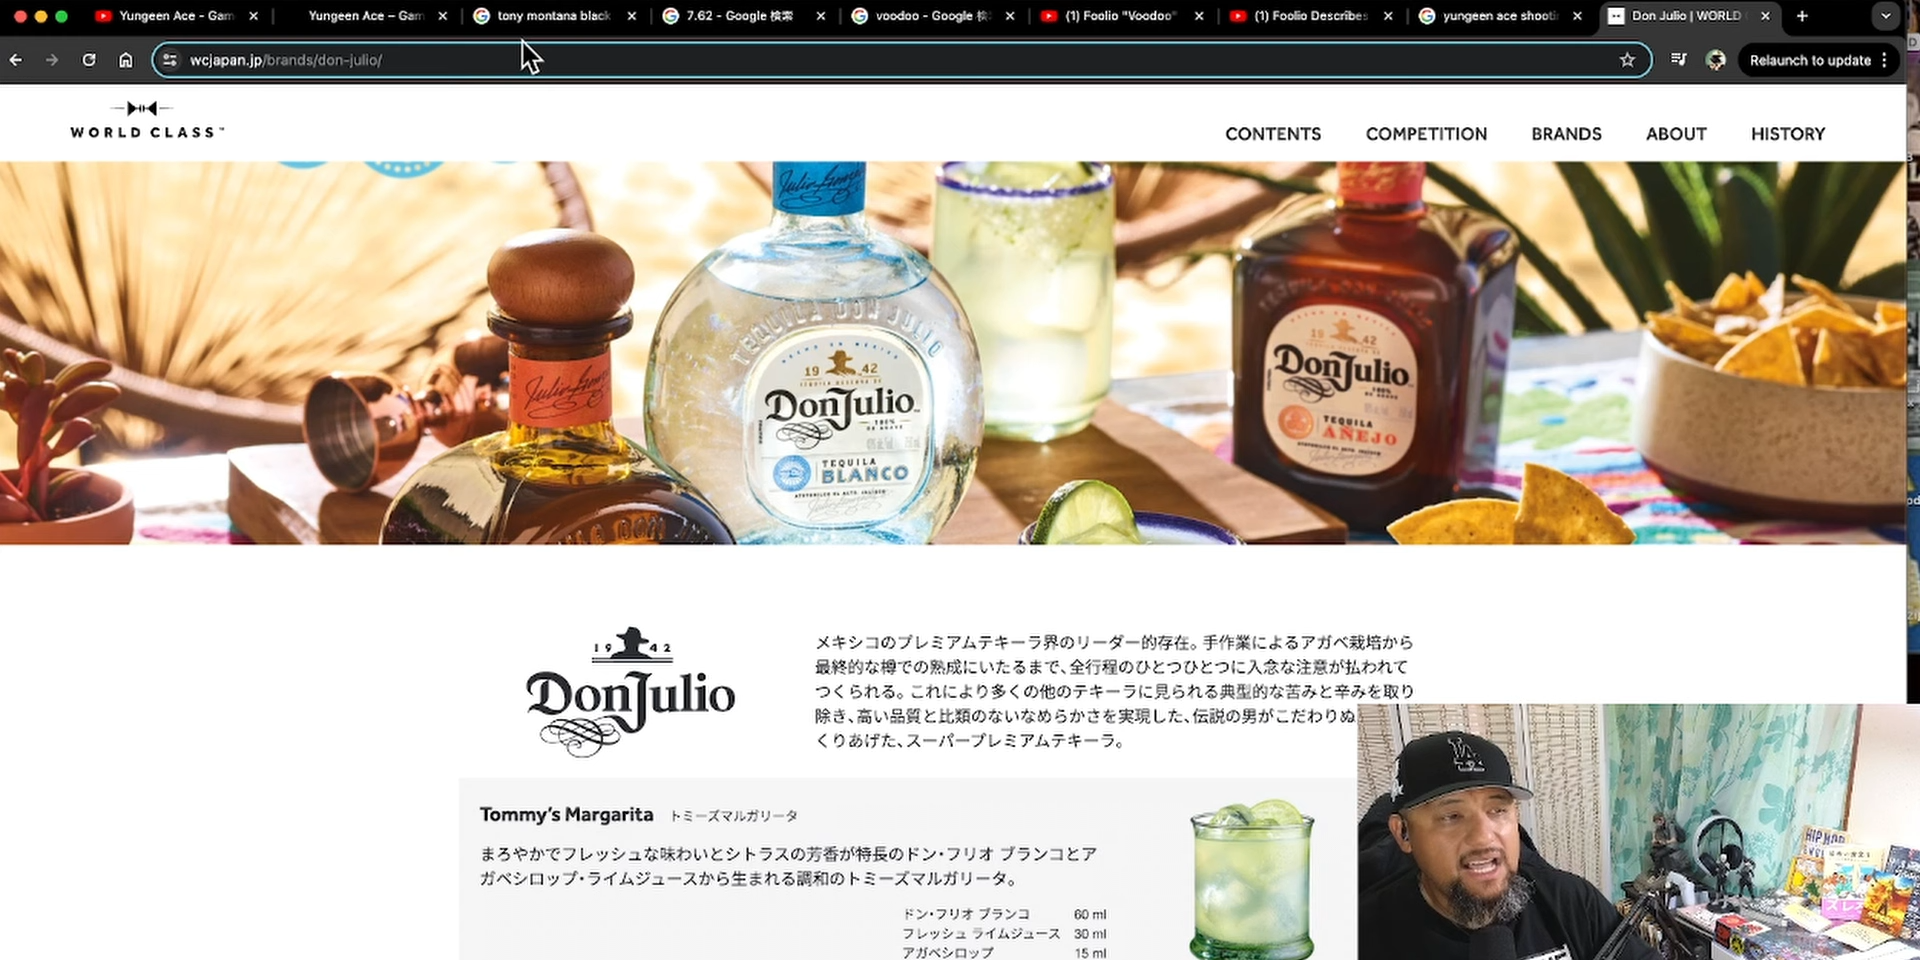 Yungeen Ace - Gam
Yungeen Ace – Gam
tony montana black
7.62 - Google 検索
voodoo - Google 検
(1) Foolio "Voodoo"
(1) Foolio Describes
yungeen ace shooti
Don Julio | WORLD
wcjapan.jp/brands/don-julio/
Relaunch to update
WORLD CLASS
CONTENTS
COMPETITION
BRANDS
ABOUT
HISTORY
TEQUILA DON JULIO
19 42
Don Julio
100%
DE AGAVE
TEQUILA
BLANCO
19 42
Don Julio
100%
TEQUILA
AÑEJO
19 42
Don Julio
メキシコのプレミアムテキーラ界のリーダー的存在。手作業によるアガベ栽培から
最終的な樽での熟成にいたるまで、全行程のひとつひとつに入念な注意が払われて
つくられる。これにより多くの他のテキーラに見られる典型的な苦みと辛みを取り
除き、高い品質と比類のないなめらかさを実現した、伝説の男がこだわりぬ
くりあげた、スーパープレミアムテキーラ。
Tommy's Margarita トミーズマルガリータ
まろやかでフレッシュな味わいとシトラスの芳香が特長のドン・フリオ ブランコとア
ガベシロップ・ライムジュースから生まれる調和のトミーズマルガリータ。
ドン・フリオ ブランコ 60 ml
フレッシュ ライムジュース 30 ml
アガベシロップ 15 ml
LA
HIP HOP